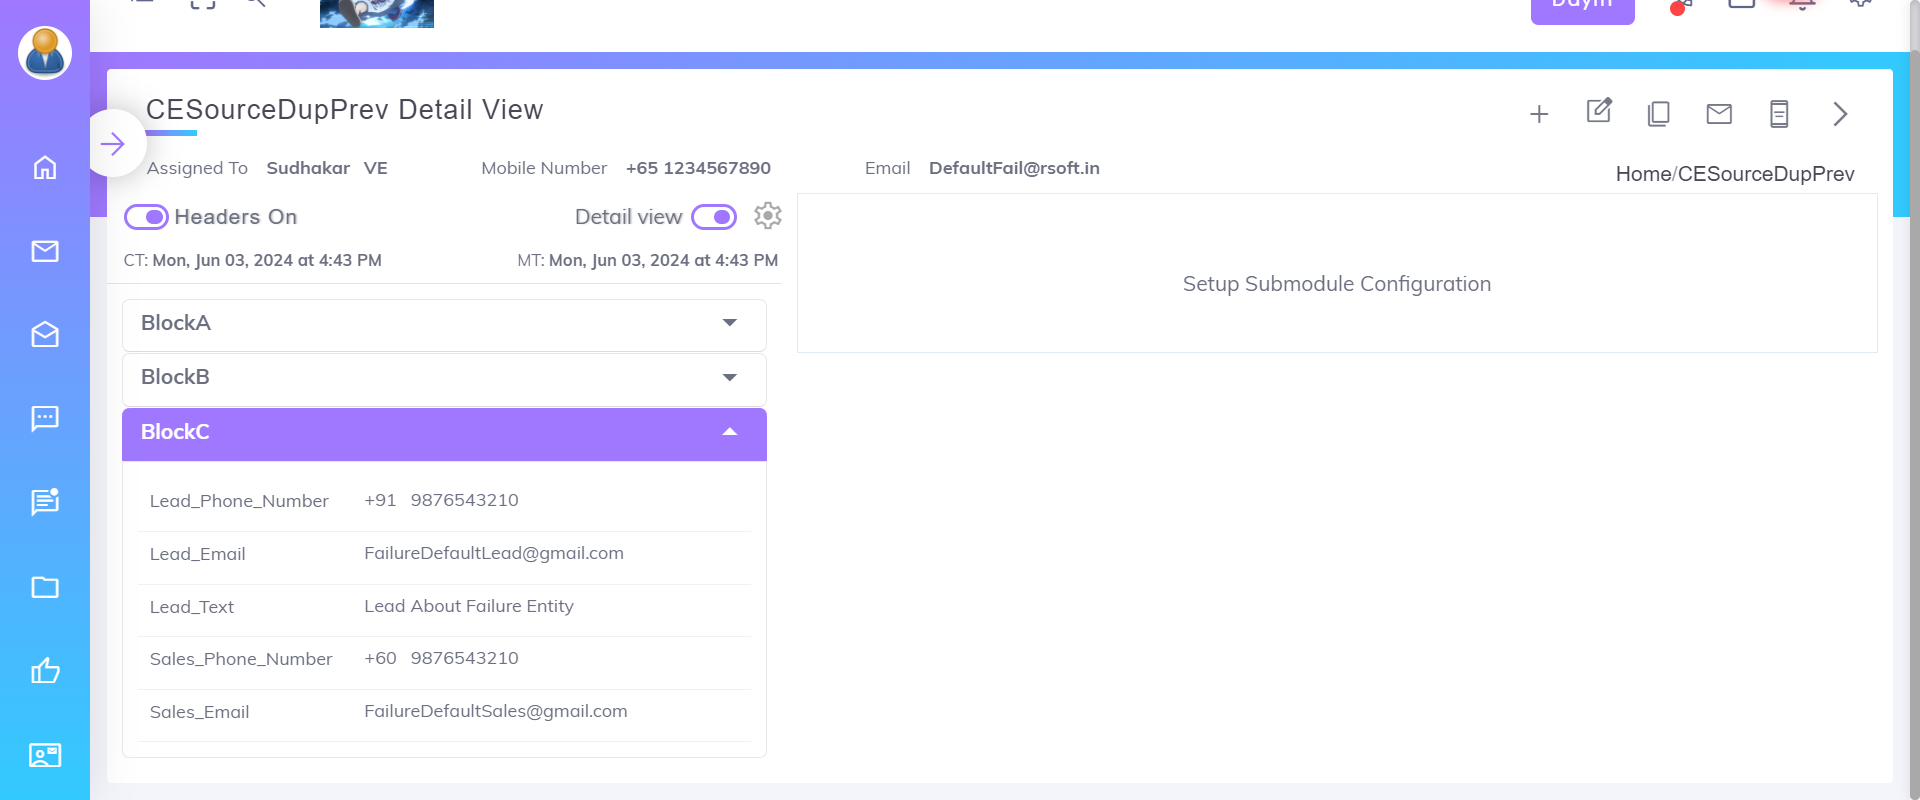 CESourceDupPrev Detail View
Assigned To Sudhakar VE Mobile Number +65 1234567890 Email DefaultFail@rsoft.in
Home/CESourceDupPrev
Headers On Detail view
CT: Mon, Jun 03, 2024 at 4:43 PM MT: Mon, Jun 03, 2024 at 4:43 PM
Setup Submodule Configuration
BlockA
BlockB
BlockC
Lead_Phone_Number +91 9876543210
Lead_Email FailureDefaultLead@gmail.com
Lead_Text Lead About Failure Entity
Sales_Phone_Number +60 9876543210
Sales_Email FailureDefaultSales@gmail.com